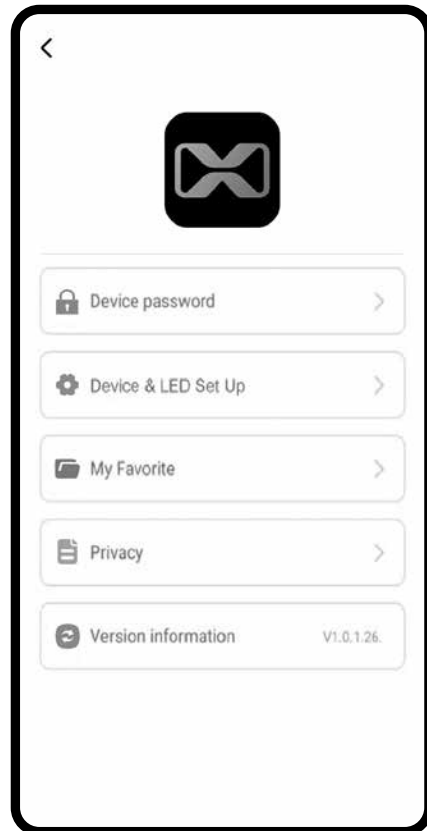 Device password
Device & LED Set Up
My Favorite
Privacy
Version information V1.0.1.26.